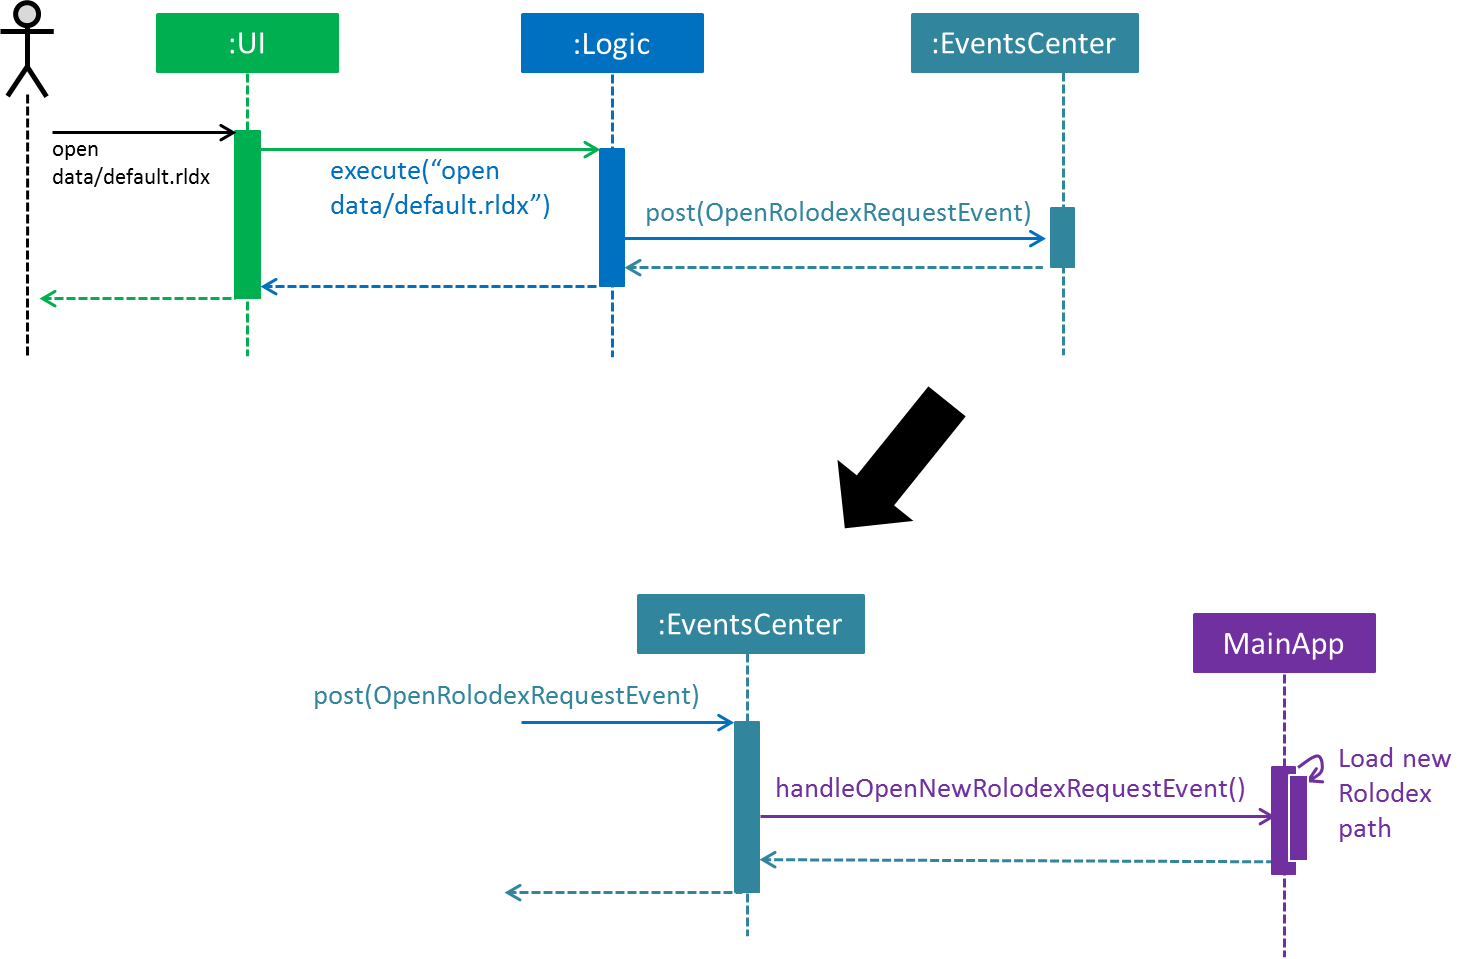 :UI
:Logic
:EventsCenter
open
data/default.rldx
execute(“open
data/default.rldx”)
post(OpenRolodexRequestEvent)
:EventsCenter
MainApp
post(OpenRolodexRequestEvent)
Load new
Rolodex
path
handleOpenNewRolodexRequestEvent()